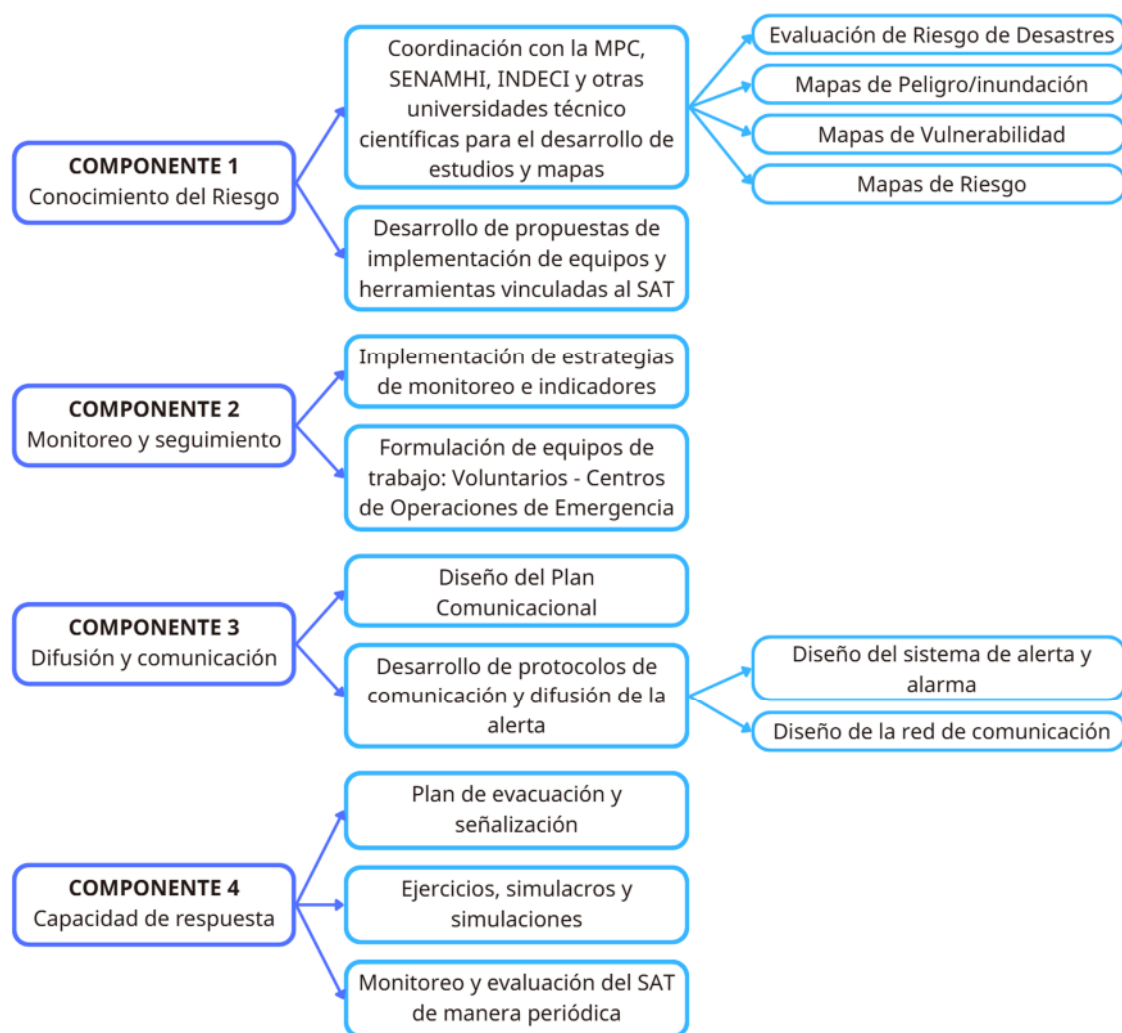 COMPONENTE 1
Conocimiento del Riesgo
Coordinación con la MPC,
SENAMHI, INDECI y otras
universidades técnico
científicas para el desarrollo de
estudios y mapas
Evaluación de Riesgo de Desastres
Mapas de Peligro/inundación
Mapas de Vulnerabilidad
Mapas de Riesgo
Desarrollo de propuestas de
implementación de equipos y
herramientas vinculadas al SAT
COMPONENTE 2
Monitoreo y seguimiento
Implementación de estrategias
de monitoreo e indicadores
Formulación de equipos de
trabajo: Voluntarios - Centros
de Operaciones de Emergencia
COMPONENTE 3
Difusión y comunicación
Diseño del Plan
Comunicacional
Desarrollo de protocolos de
comunicación y difusión de la
alerta
Diseño del sistema de alerta y
alarma
Diseño de la red de comunicación
COMPONENTE 4
Capacidad de respuesta
Plan de evacuación y
señalización
Ejercicios, simulacros y
simulaciones
Monitoreo y evaluación del SAT
de manera periódica